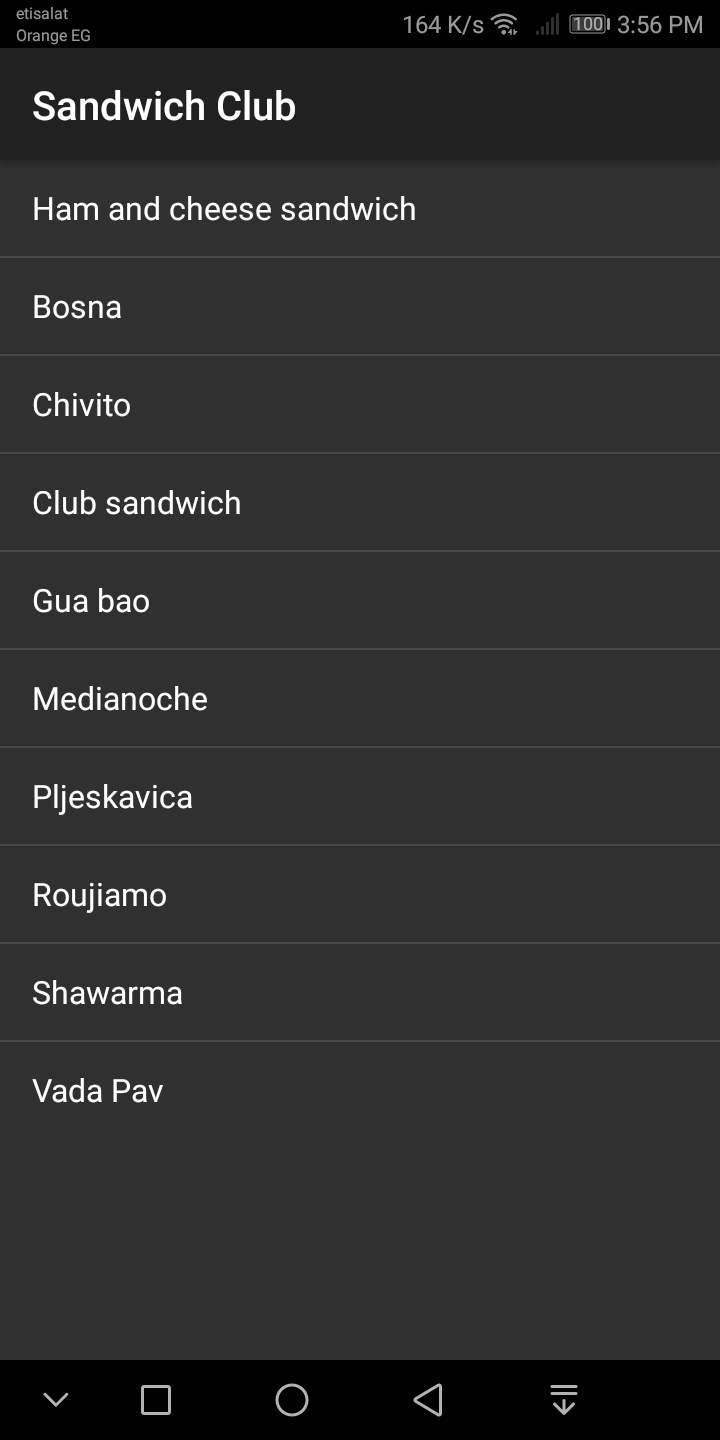 etisalat
Orange EG
164 K/s 100 3:56 PM
Sandwich Club
Ham and cheese sandwich
Bosna
Chivito
Club sandwich
Gua bao
Medianoche
Pljeskavica
Roujiamo
Shawarma
Vada Pav